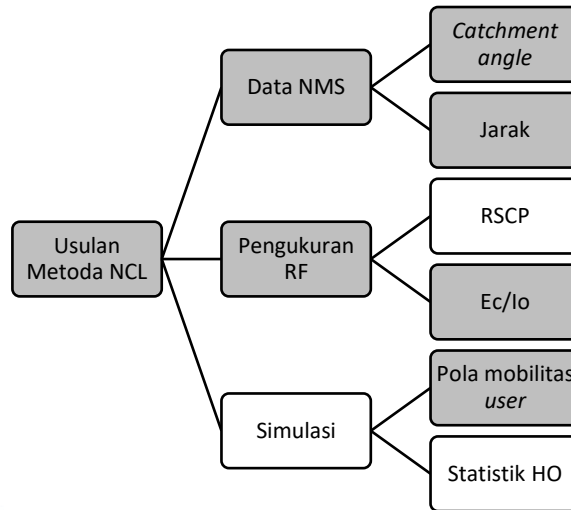 Catchment
angle
Data NMS
Jarak
RSCP
Usulan
Metoda NCL
Pengukuran
RF
Ec/Io
Pola mobilitas
user
Simulasi
Statistik HO